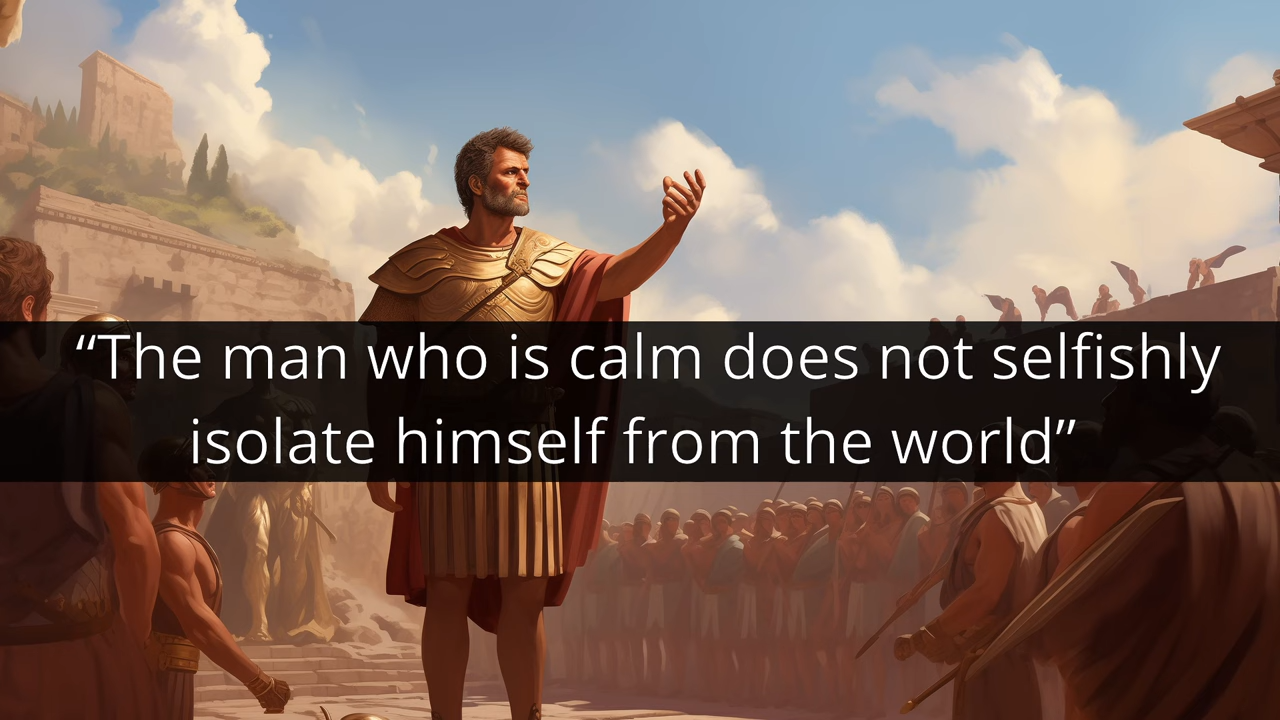 “The man who is calm does not selfishly
isolate himself from the world”